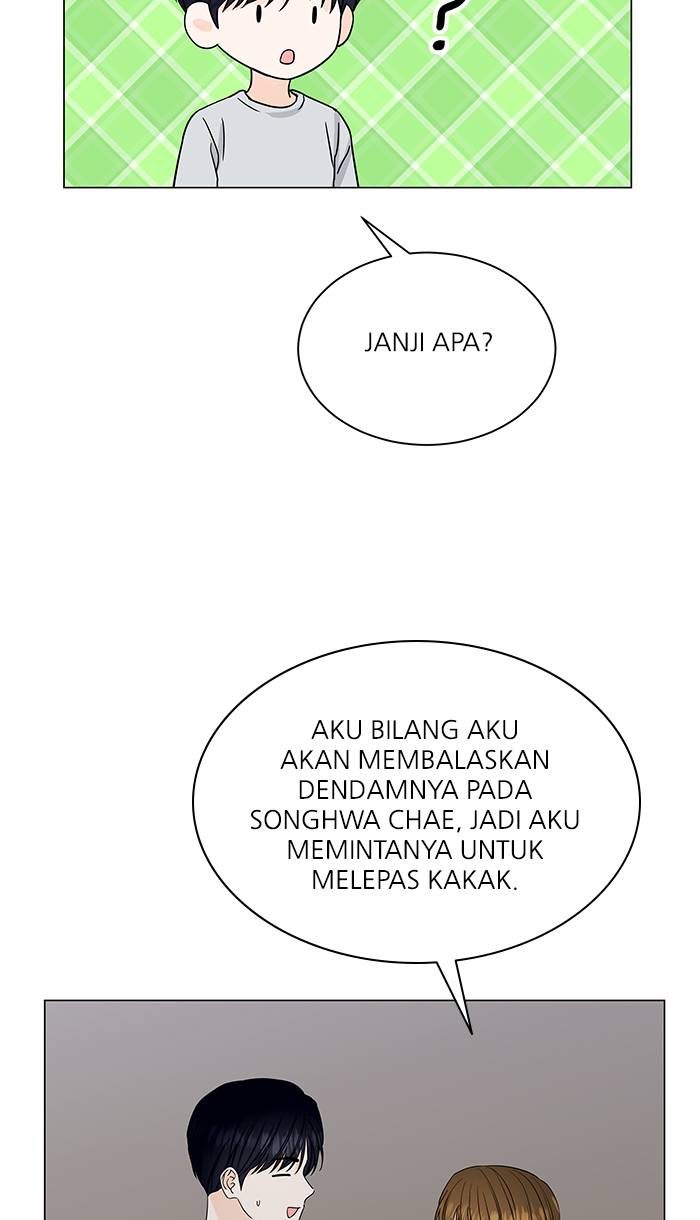 ?
JANJI APA?
AKU BILANG AKU
AKAN MEMBALASKAN
DENDAMNYA PADA
SONGHWA CHAE, JADI AKU
MEMINTANYA UNTUK
MELEPAS KAKAK.